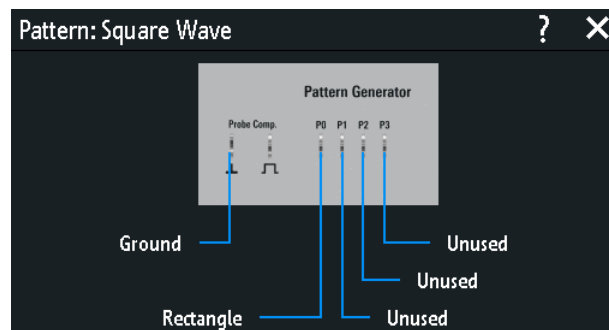 Pattern: Square Wave ? ×
Pattern Generator
Probe Comp. P0 P1 P2 P3
Ground
Unused
Unused
Rectangle
Unused